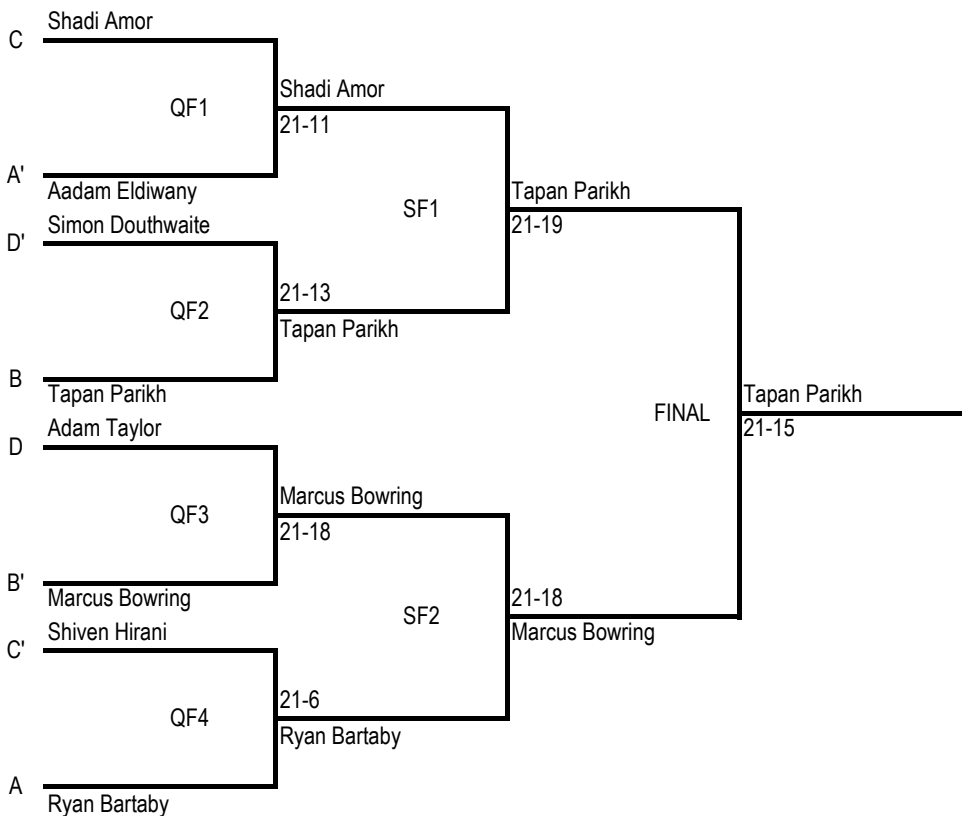 Shadi Amor
C
Shadi Amor
QF1
21-11
A'
Aadam Eldiwany
Tapan Parikh
SF1
Simon Douthwaite
21-19
D'
21-13
QF2
Tapan Parikh
B
Tapan Parikh
Tapan Parikh
FINAL
Adam Taylor
21-15
D
Marcus Bowring
QF3
21-18
B'
Marcus Bowring
21-18
SF2
Shiven Hirani
Marcus Bowring
C'
21-6
QF4
Ryan Bartaby
A
Ryan Bartaby